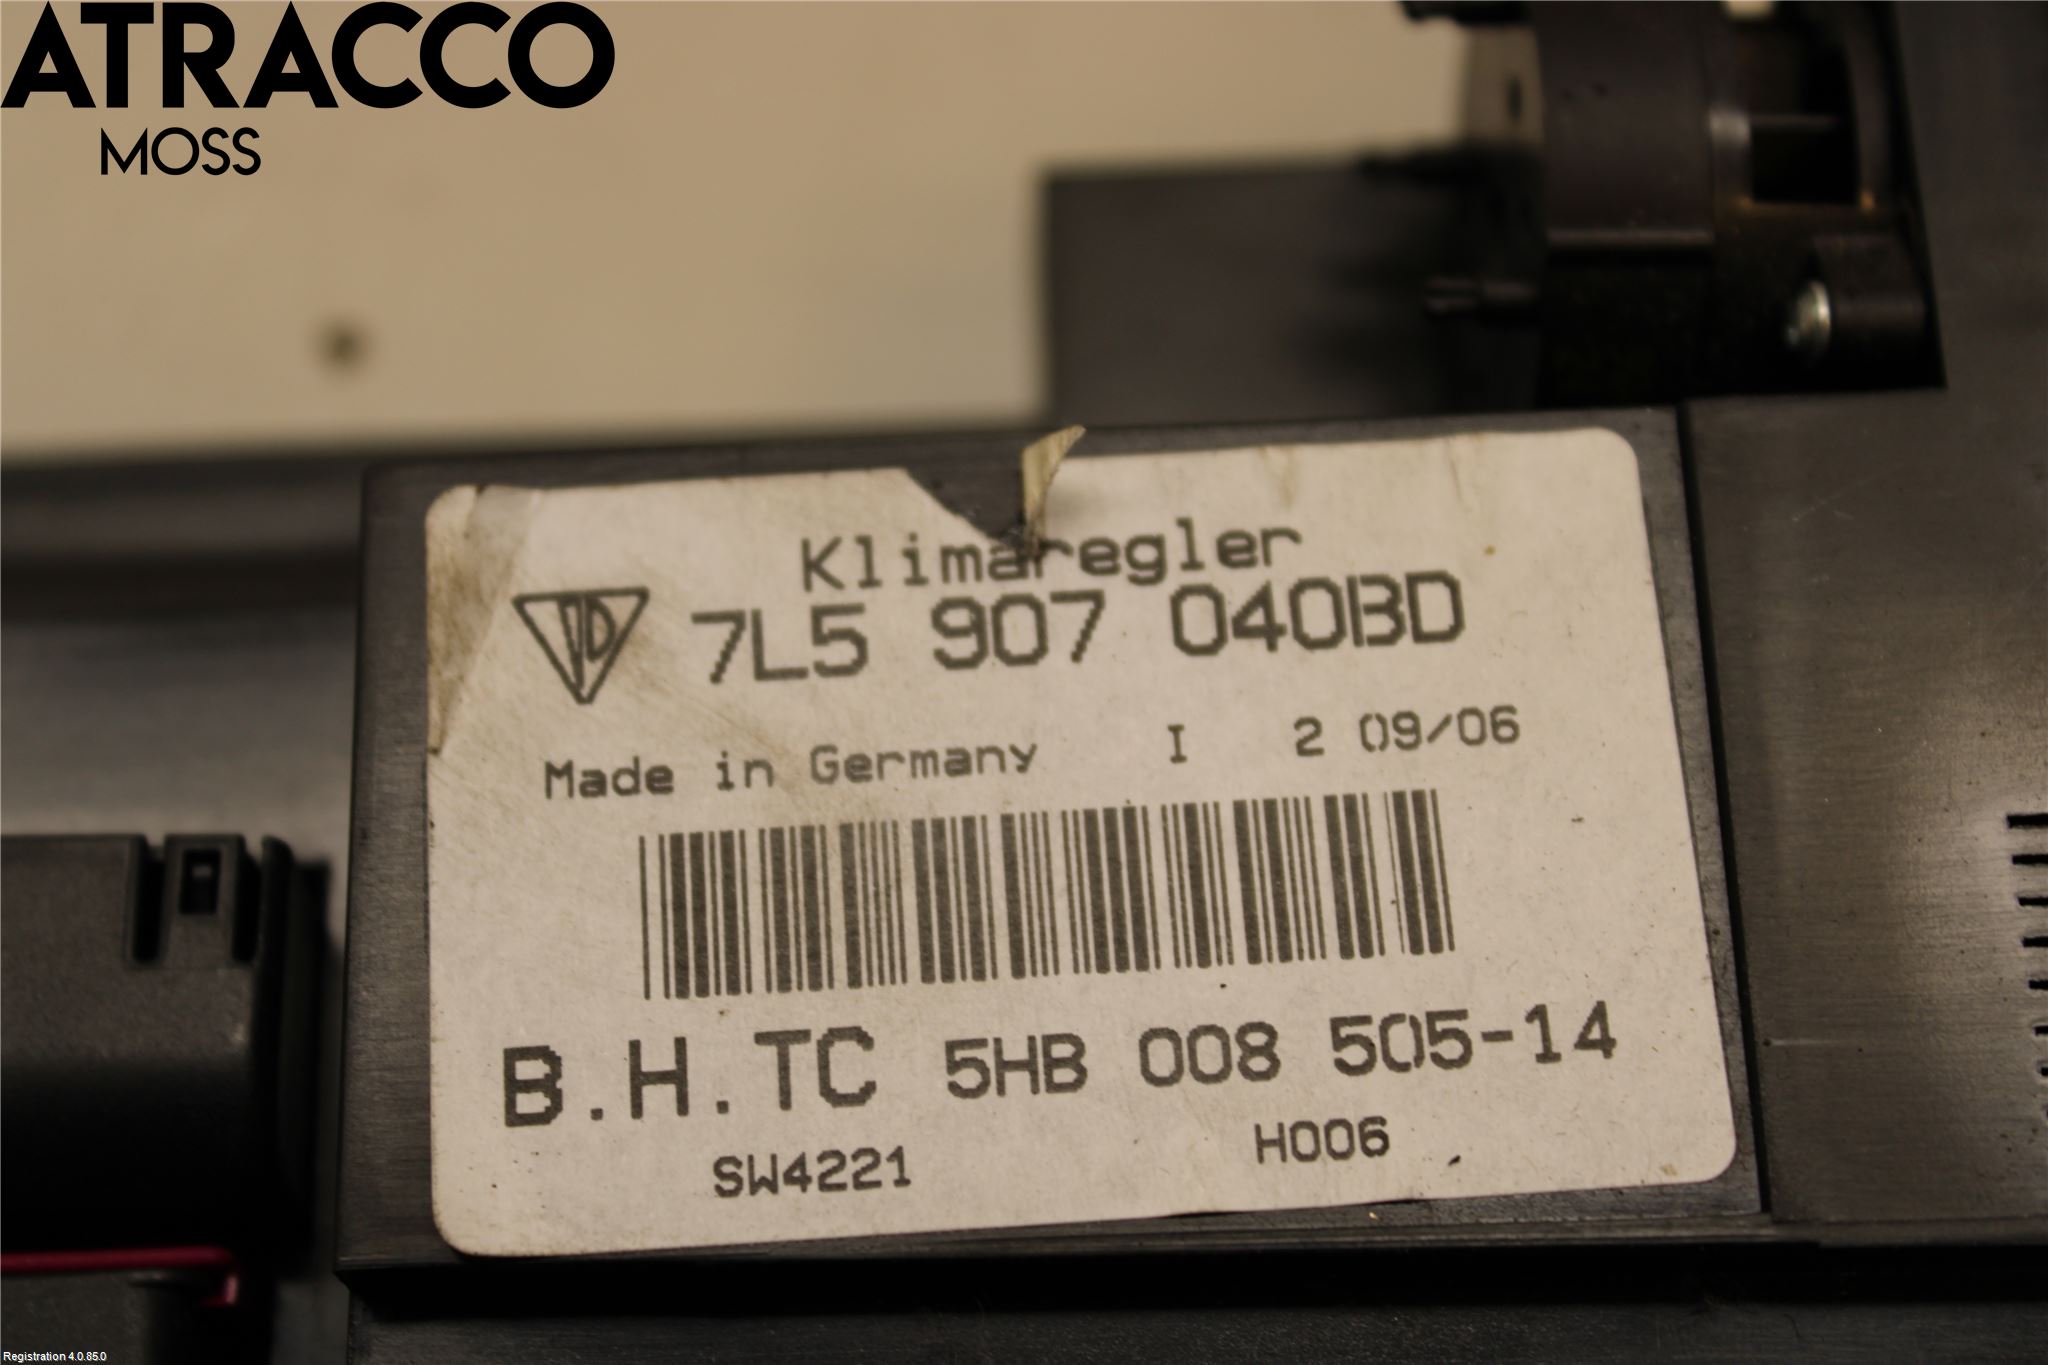 ATRACCO
MOSS
Klimaregler
7L5 907 040BD
Made in Germany I 2 09/06
B.H.TC 5HB 008 505-14
SW4221 H006
Registration 4.0.85.0